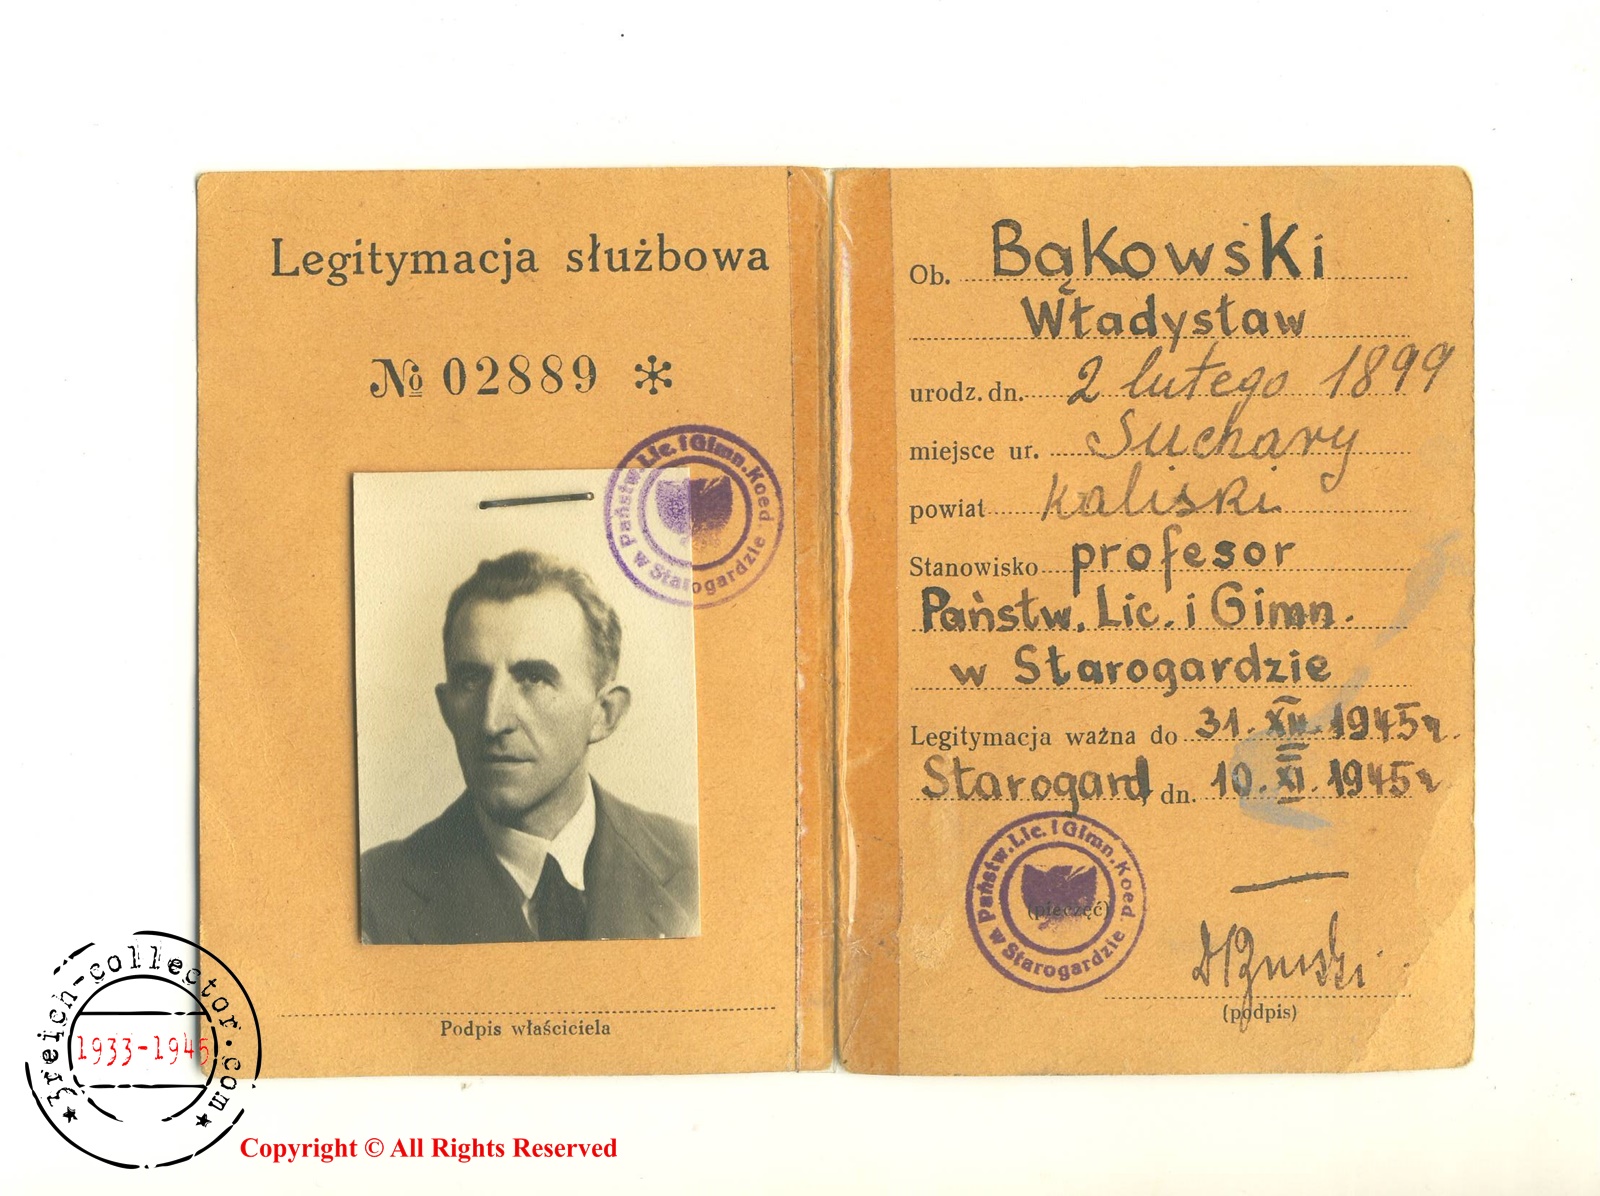 Legitymacja służbowa
№ 02889 *
Państw. Lic. i Gimn. Koed.
w Starogardzie
Podpis właściciela
Ob. Bąkowski
Władysław
urodz. dn. 2 lutego 1899
miejsce ur. Suchary
powiat kaliski
Stanowisko profesor
Państw. Lic. i Gimn.
w Starogardzie
Legitymacja ważna do 31. XII. 1945 r.
Starogard, dn. 10. XI. 1945 r
Państw. Lic. i Gimn. Koed.
w Starogardzie
(pieczęć)
(podpis)
3reich-collector.com
1933-1945
Copyright © All Rights Reserved